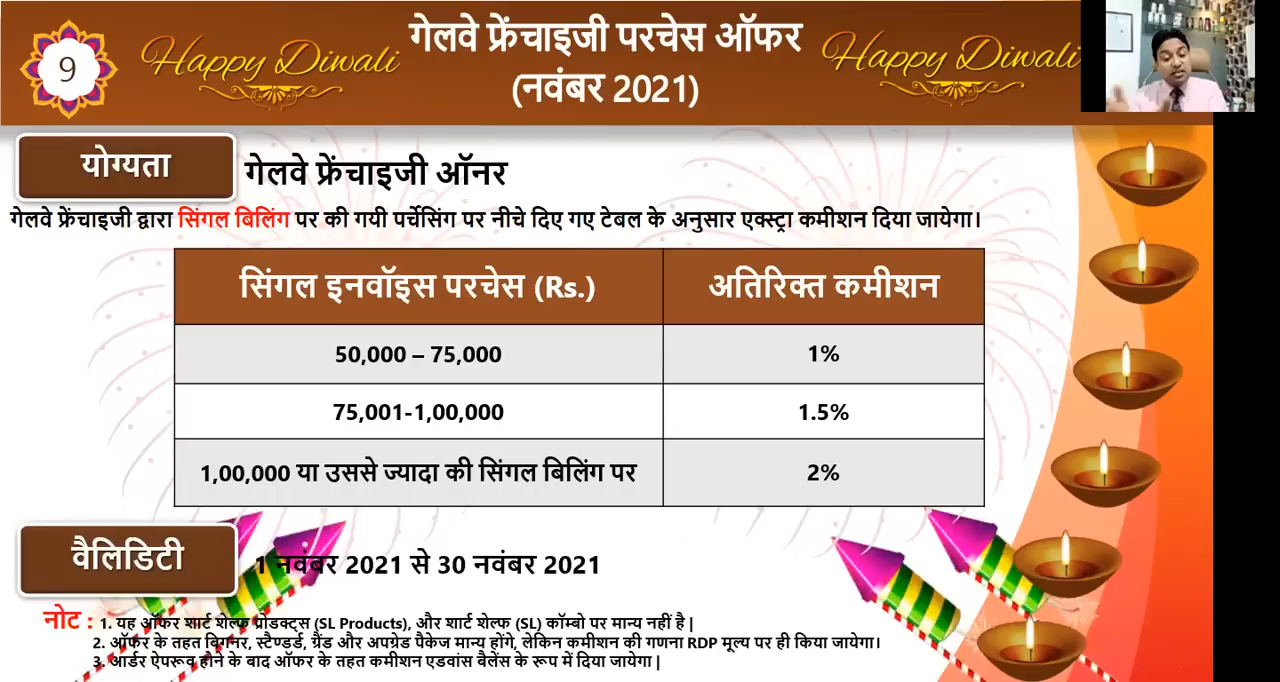 9
Happy Diwali
गेलवे फ्रेंचाइजी परचेस ऑफर
(नवंबर 2021)
Happy Diwali
योग्यता
गेलवे फ्रेंचाइजी ऑनर
गेलवे फ्रेंचाइजी द्वारा सिंगल बिलिंग पर की गयी पर्चेसिंग पर नीचे दिए गए टेबल के अनुसार एक्स्ट्रा कमीशन दिया जायेगा।
सिंगल इनवॉइस परचेस (Rs.) अतिरिक्त कमीशन
50,000 – 75,000 1%
75,001-1,00,000 1.5%
1,00,000 या उससे ज्यादा की सिंगल बिलिंग पर 2%
वैलिडिटी
1 नवंबर 2021 से 30 नवंबर 2021
नोट : 1. यह ऑफर शार्ट शेल्फ प्रोडक्ट्स (SL Products), और शार्ट शेल्फ (SL) कॉम्बो पर मान्य नहीं है |
2. ऑफर के तहत बिगनर, स्टैण्डर्ड, ग्रैंड और अपग्रेड पैकेज मान्य होंगे, लेकिन कमीशन की गणना RDP मूल्य पर ही किया जायेगा।
3. आर्डर ऐपरूव होने के बाद ऑफर के तहत कमीशन एडवांस बैलेंस के रूप में दिया जायेगा |